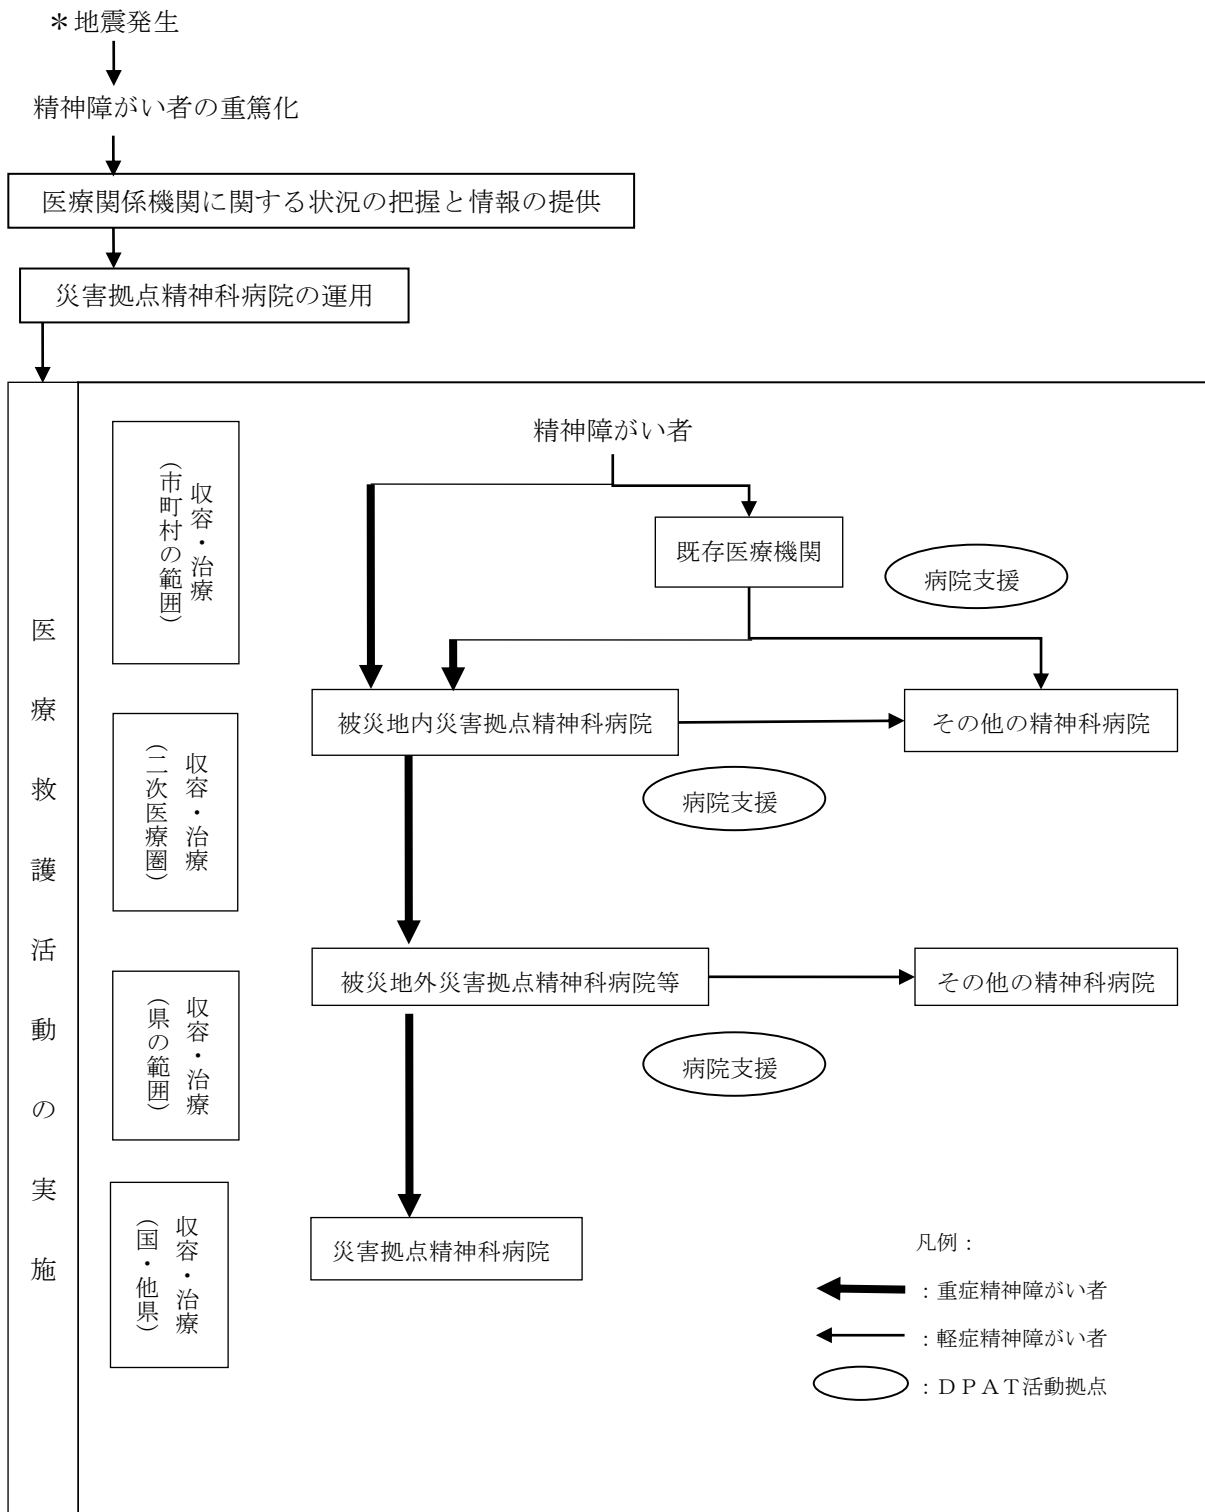 ＊地震発生
精神障がい者の重篤化
医療関係機関に関する状況の把握と情報の提供
災害拠点精神科病院の運用
医療救護活動の実施
収容・治療
（市町村の範囲）
精神障がい者
既存医療機関
病院支援
被災地内災害拠点精神科病院
その他の精神科病院
収容・治療
（二次医療圏）
病院支援
被災地外災害拠点精神科病院等
その他の精神科病院
収容・治療
（県の範囲）
病院支援
収容・治療
（国・他県）
災害拠点精神科病院
凡例：
：重症精神障がい者
：軽症精神障がい者
：ＤＰＡＴ活動拠点